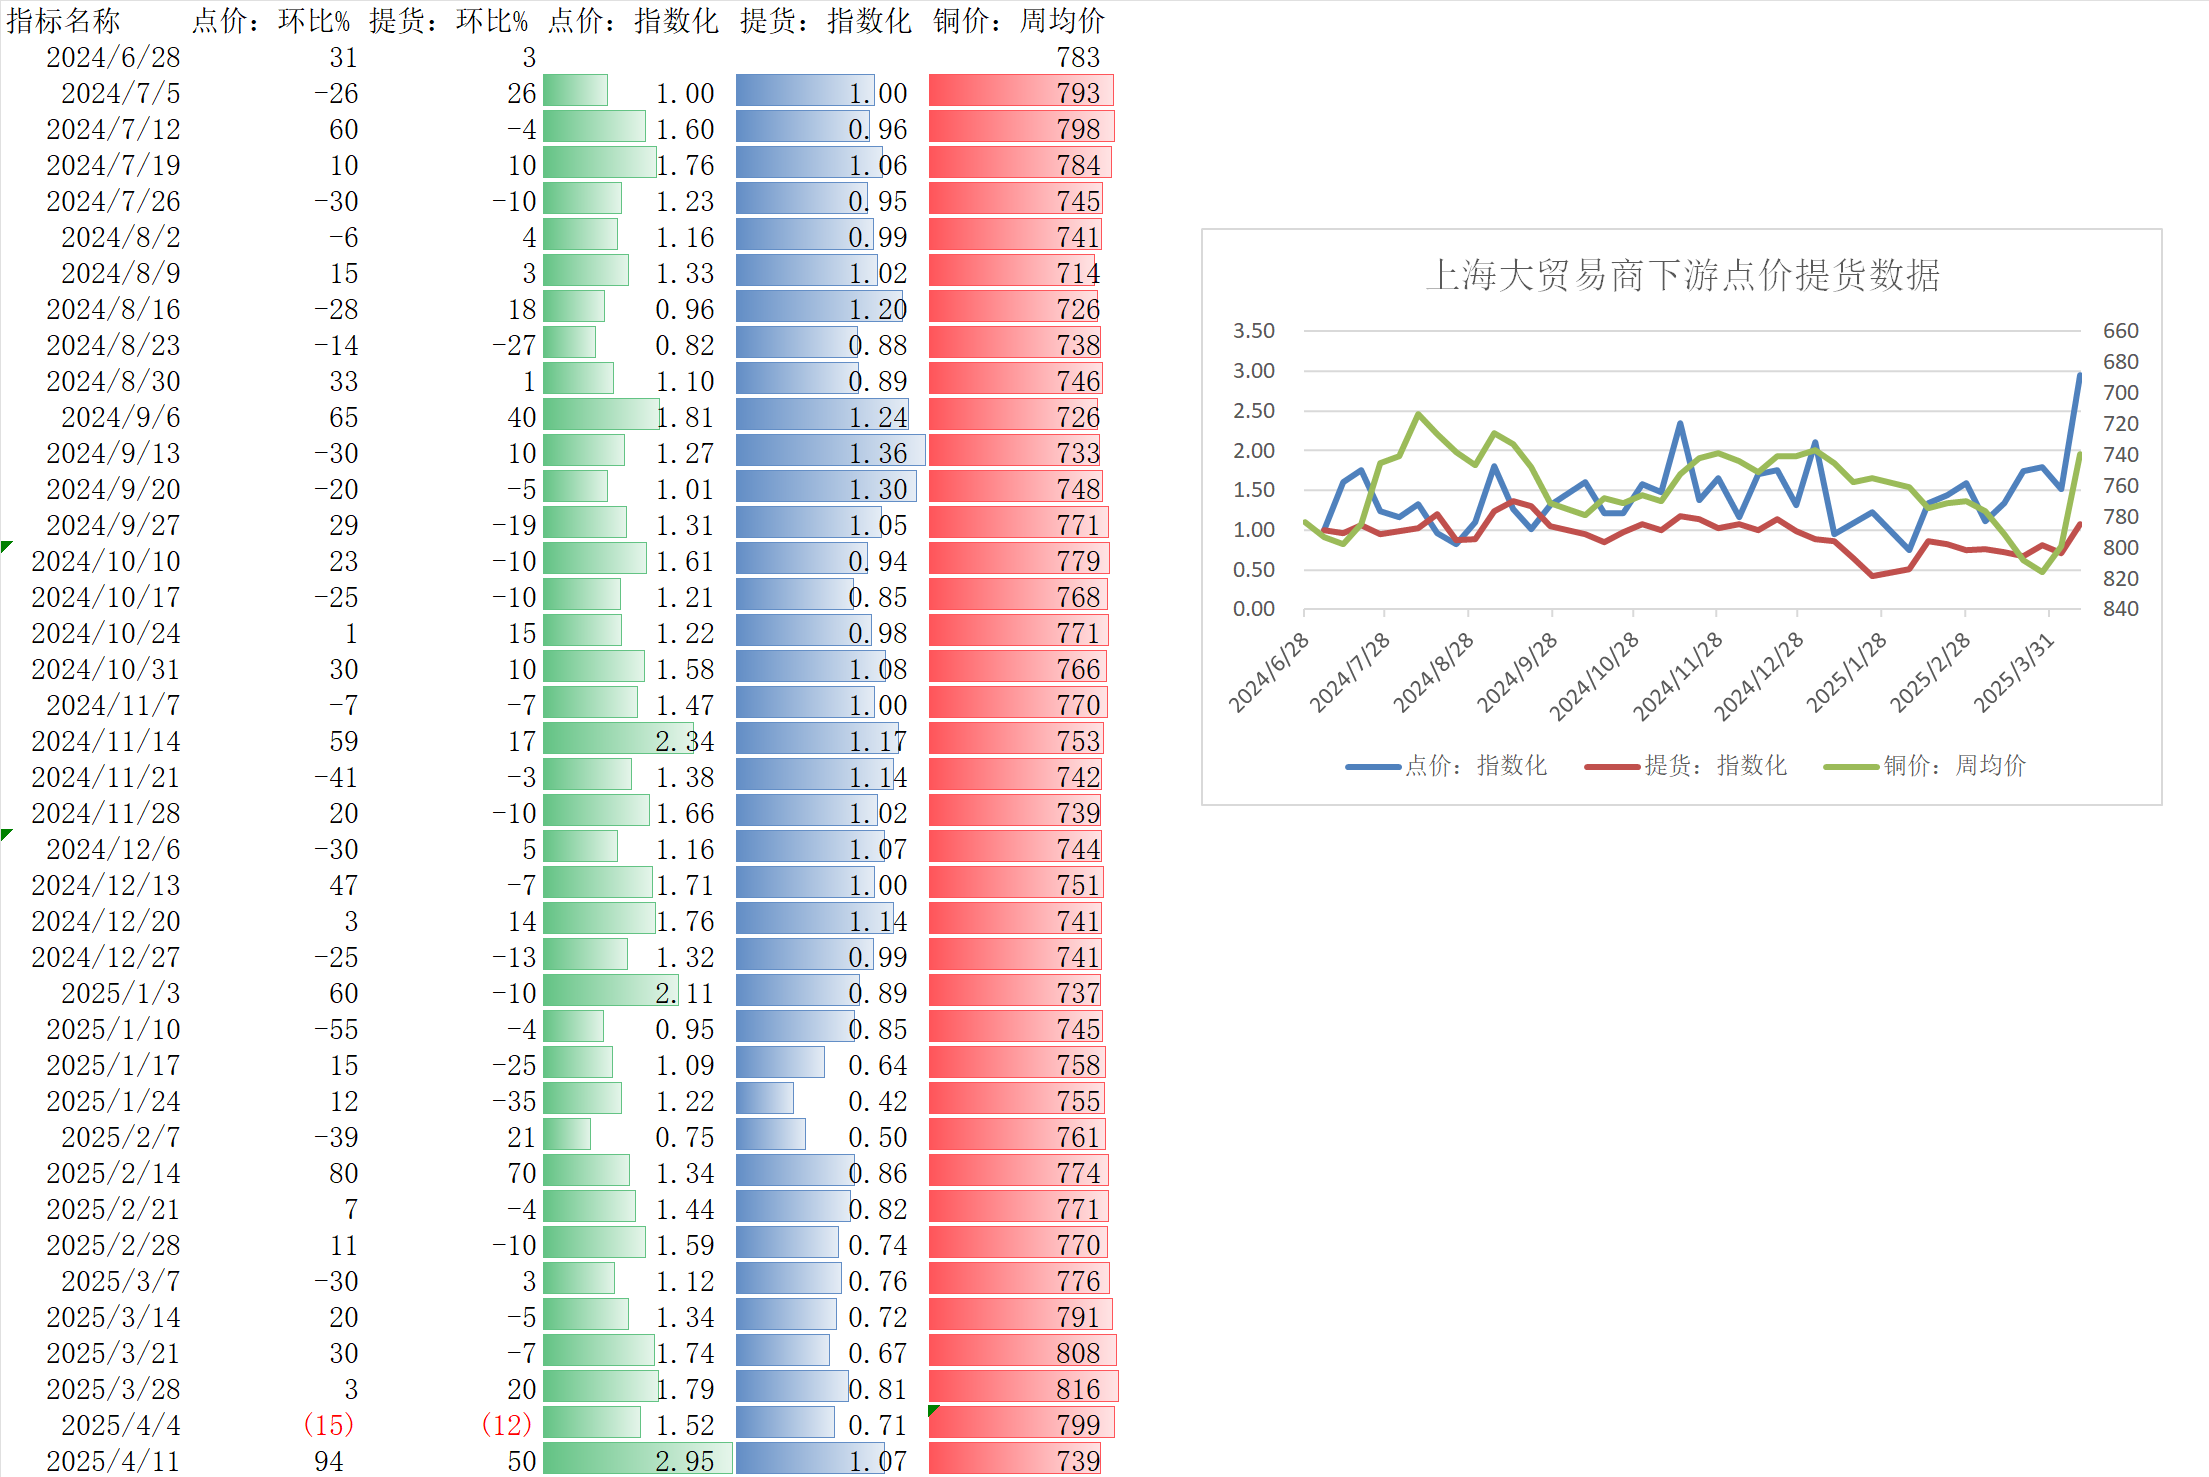 指标名称 点价：环比% 提货：环比% 点价：指数化 提货：指数化 铜价：周均价
2024/6/28 31 3 783
2024/7/5 -26 26 1.00 1.00 793
2024/7/12 60 -4 1.60 0.96 798
2024/7/19 10 10 1.76 1.06 784
2024/7/26 -30 -10 1.23 0.95 745
2024/8/2 -6 4 1.16 0.99 741
2024/8/9 15 3 1.33 1.02 714
2024/8/16 -28 18 0.96 1.20 726
2024/8/23 -14 -27 0.82 0.88 738
2024/8/30 33 1 1.10 0.89 746
2024/9/6 65 40 1.81 1.24 726
2024/9/13 -30 10 1.27 1.36 733
2024/9/20 -20 -5 1.01 1.30 748
2024/9/27 29 -19 1.31 1.05 771
2024/10/10 23 -10 1.61 0.94 779
2024/10/17 -25 -10 1.21 0.85 768
2024/10/24 1 15 1.22 0.98 771
2024/10/31 30 10 1.58 1.08 766
2024/11/7 -7 -7 1.47 1.00 770
2024/11/14 59 17 2.34 1.17 753
2024/11/21 -41 -3 1.38 1.14 742
2024/11/28 20 -10 1.66 1.02 739
2024/12/6 -30 5 1.16 1.07 744
2024/12/13 47 -7 1.71 1.00 751
2024/12/20 3 14 1.76 1.14 741
2024/12/27 -25 -13 1.32 0.99 741
2025/1/3 60 -10 2.11 0.89 737
2025/1/10 -55 -4 0.95 0.85 745
2025/1/17 15 -25 1.09 0.64 758
2025/1/24 12 -35 1.22 0.42 755
2025/2/7 -39 21 0.75 0.50 761
2025/2/14 80 70 1.34 0.86 774
2025/2/21 7 -4 1.44 0.82 771
2025/2/28 11 -10 1.59 0.74 770
2025/3/7 -30 3 1.12 0.76 776
2025/3/14 20 -5 1.34 0.72 791
2025/3/21 30 -7 1.74 0.67 808
2025/3/28 3 20 1.79 0.81 816
2025/4/4 (15) (12) 1.52 0.71 799
2025/4/11 94 50 2.95 1.07 739
上海大贸易商下游点价提货数据
3.50
3.00
2.50
2.00
1.50
1.00
0.50
0.00
660
680
700
720
740
760
780
800
820
840
2024/6/28 2024/7/28 2024/8/28 2024/9/28 2024/10/28 2024/11/28 2024/12/28 2025/1/28 2025/2/28 2025/3/31
点价：指数化 提货：指数化 铜价：周均价